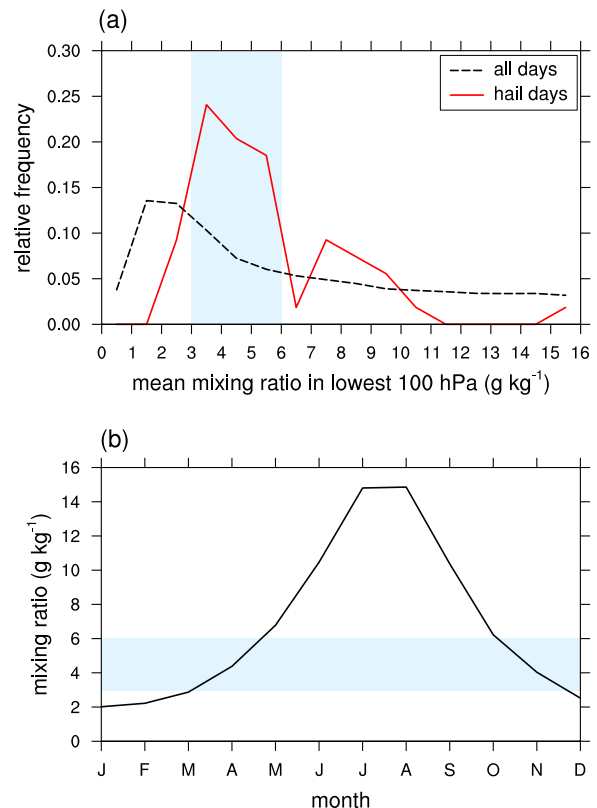 (a)
0.30
0.25
0.20
0.15
0.10
0.05
0.00
relative frequency
all days
hail days
0 1 2 3 4 5 6 7 8 9 10 11 12 13 14 15 16
mean mixing ratio in lowest 100 hPa (g kg⁻¹)
(b)
16
14
12
10
8
6
4
2
0
mixing ratio (g kg⁻¹)
J F M A M J J A S O N D
month